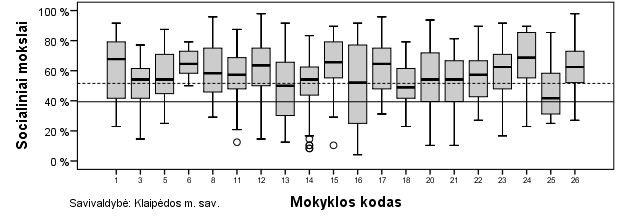 Socialiniai mokslai
100 %
80 %
60 %
40 %
20 %
0 %
1 3 5 6 8 11 12 13 14 15 16 17 18 20 21 22 23 24 25 26
Savivaldybė: Klaipėdos m. sav.
Mokyklos kodas